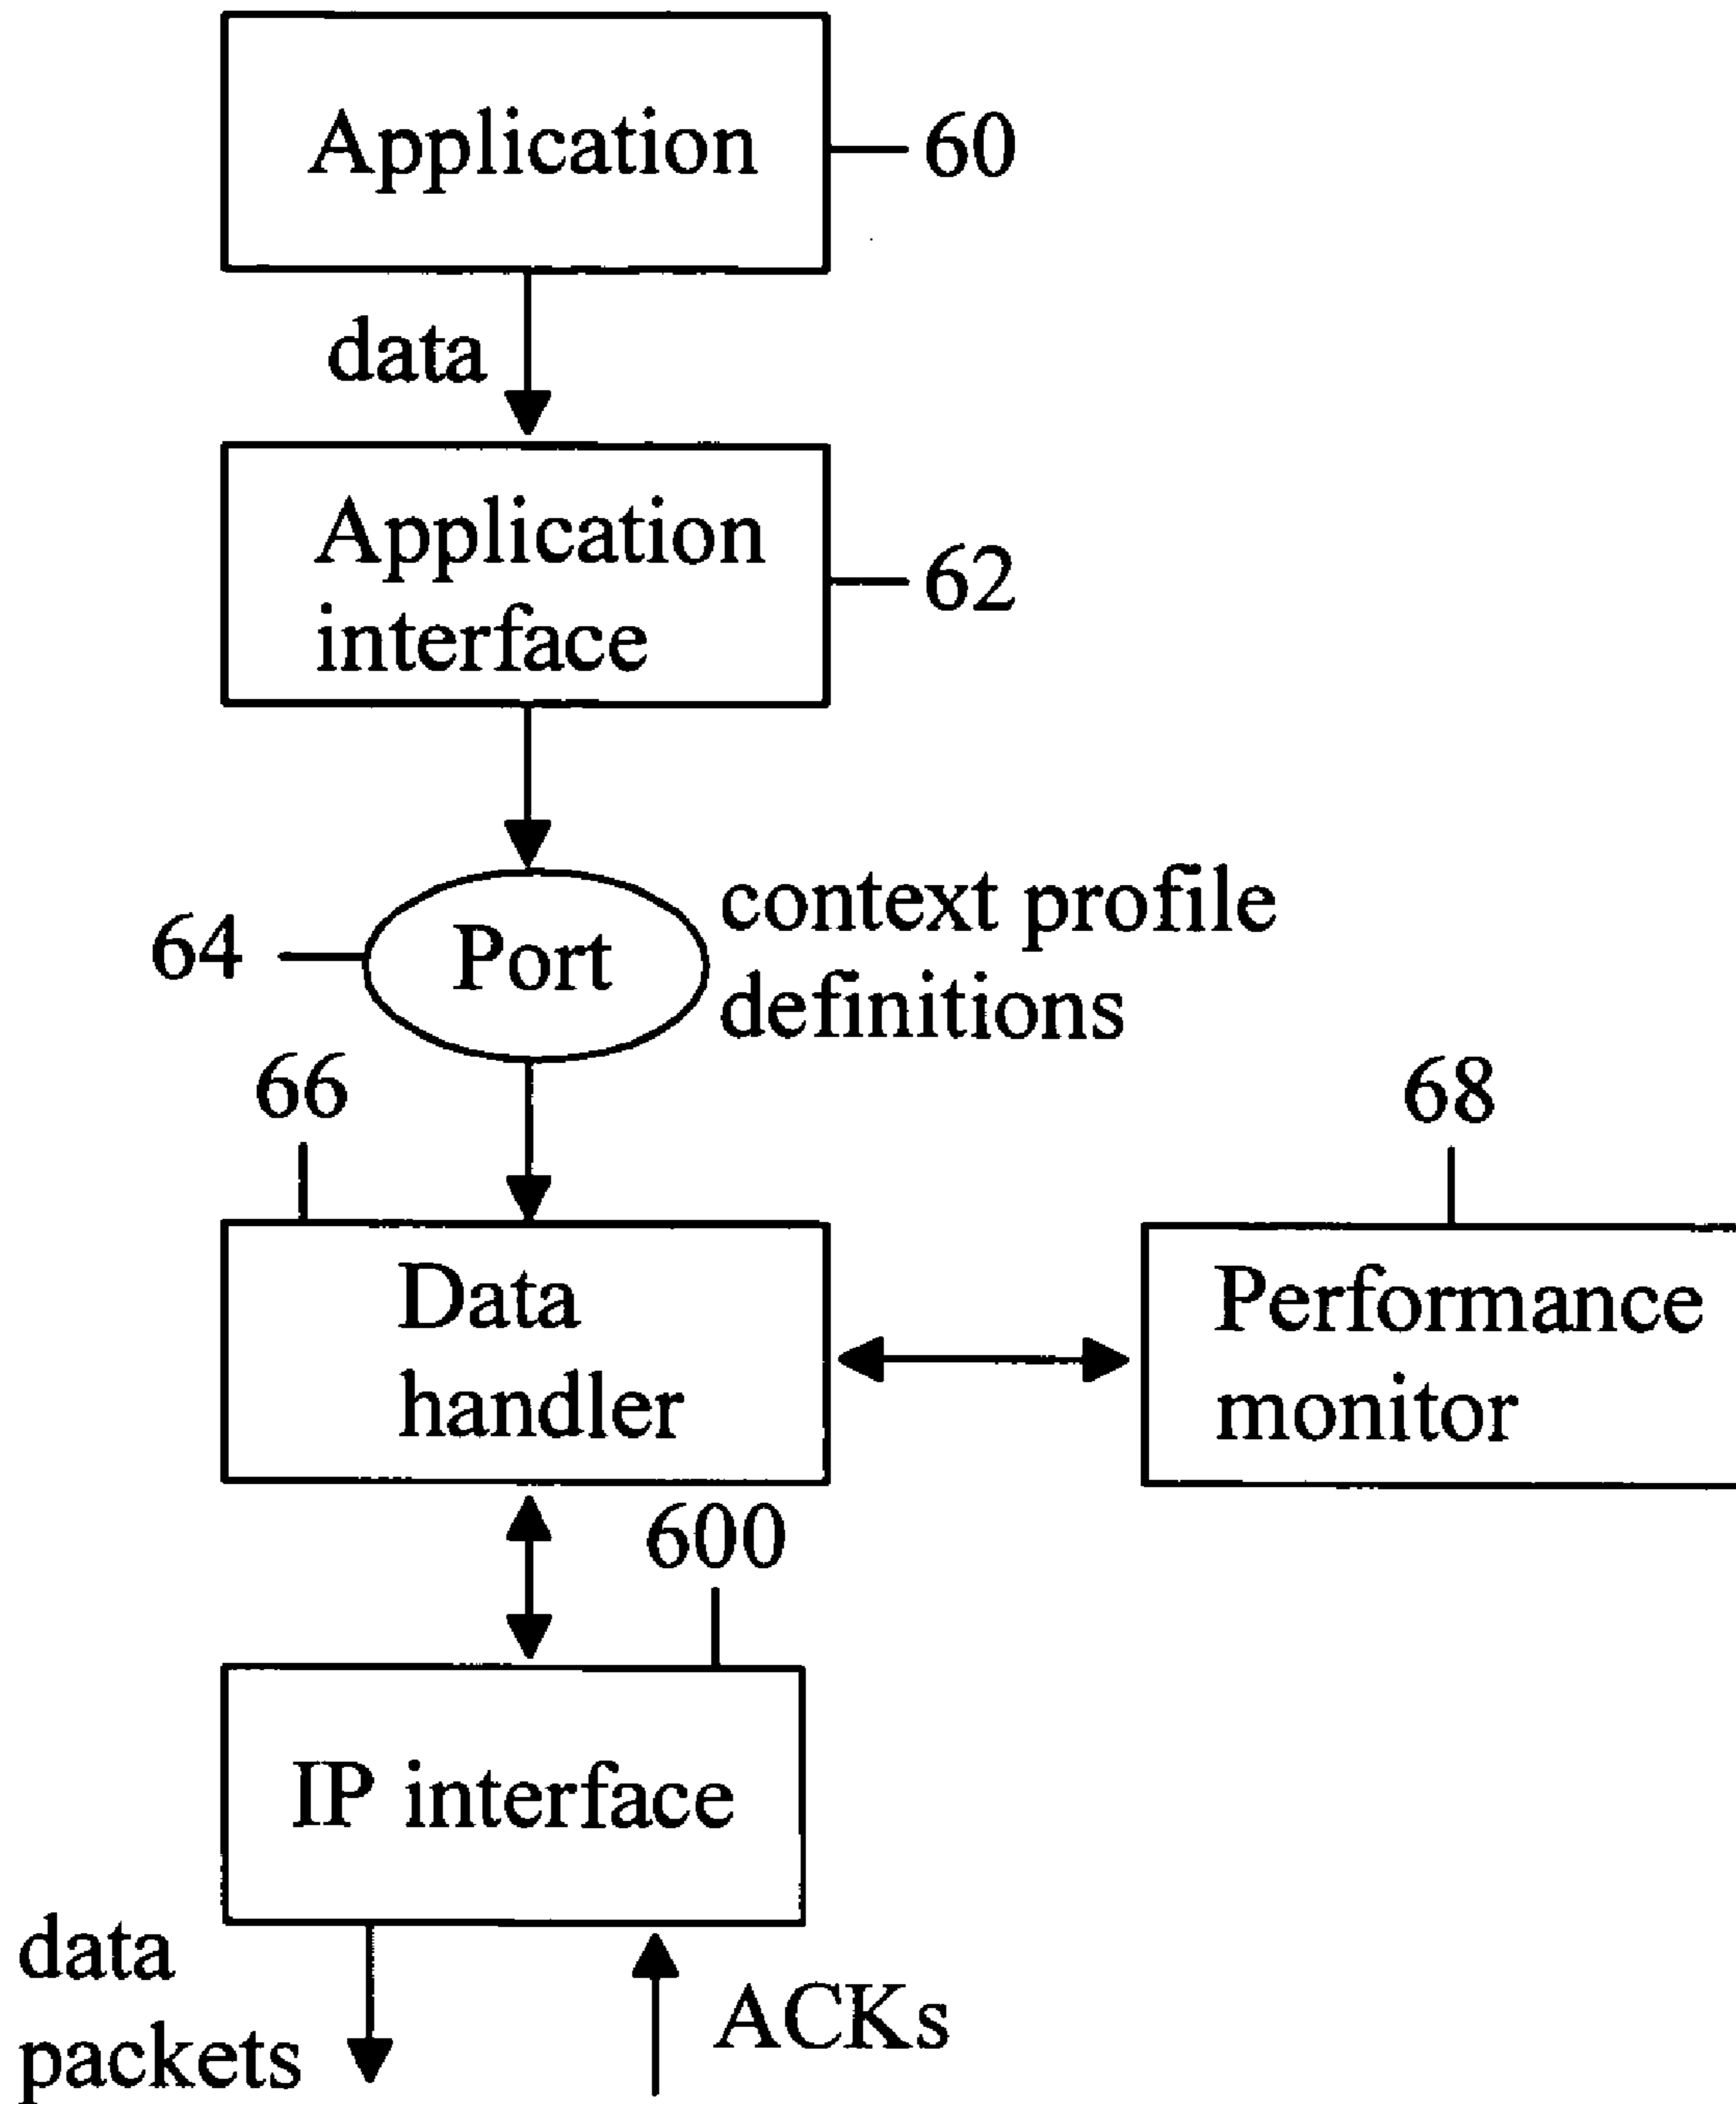 Application
60
data
Application
interface
62
64
Port
context profile
definitions
66
68
Data
handler
Performance
monitor
600
IP interface
data
packets
ACKs